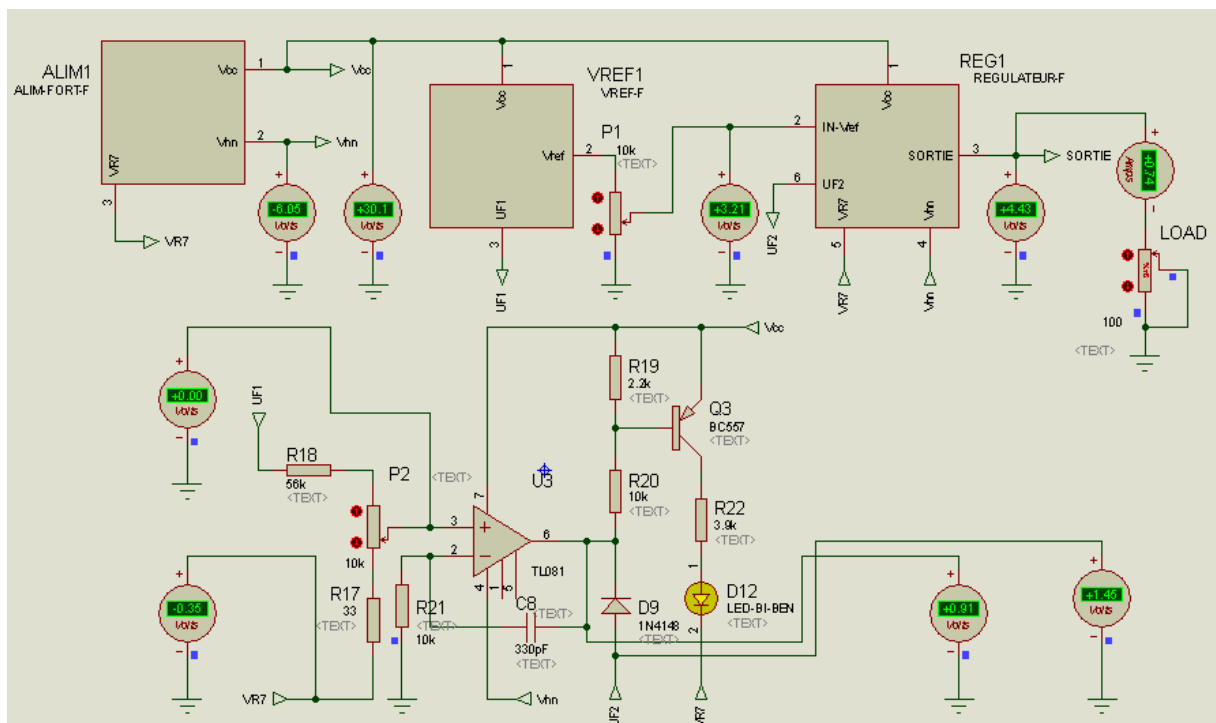 ALIM1
ALIM-FORT-F
Vcc
1
Vcc
Vnn
2
Vnn
VR7
3
VR7
-6.05
Volts
+30.1
Volts
VREF1
VREF-F
1
Vcc
Vref
2
UF1
3
UF1
P1
10k
<TEXT>
+3.21
Volts
REG1
REGULATEUR-F
1
Vcc
2
IN-Vref
SORTIE
3
SORTIE
6
UF2
UF2
VR7
Vnn
5
4
VR7
Vnn
+4.43
Volts
+0.74
Amps
LOAD
100
<TEXT>
+0.00
Volts
UF1
R18
56k
<TEXT>
P2
10k
<TEXT>
-0.35
Volts
R17
33
<TEXT>
VR7
R21
10k
<TEXT>
U3
7
3
2
6
4
1
5
TL081
C8
330pF
<TEXT>
Vnn
Vcc
R19
2.2k
<TEXT>
R20
10k
<TEXT>
Q3
BC557
<TEXT>
R22
3.9k
<TEXT>
D9
1N4148
<TEXT>
UF2
1
D12
LED-BI-BEN
<TEXT>
2
VR7
+0.91
Volts
+1.45
Volts